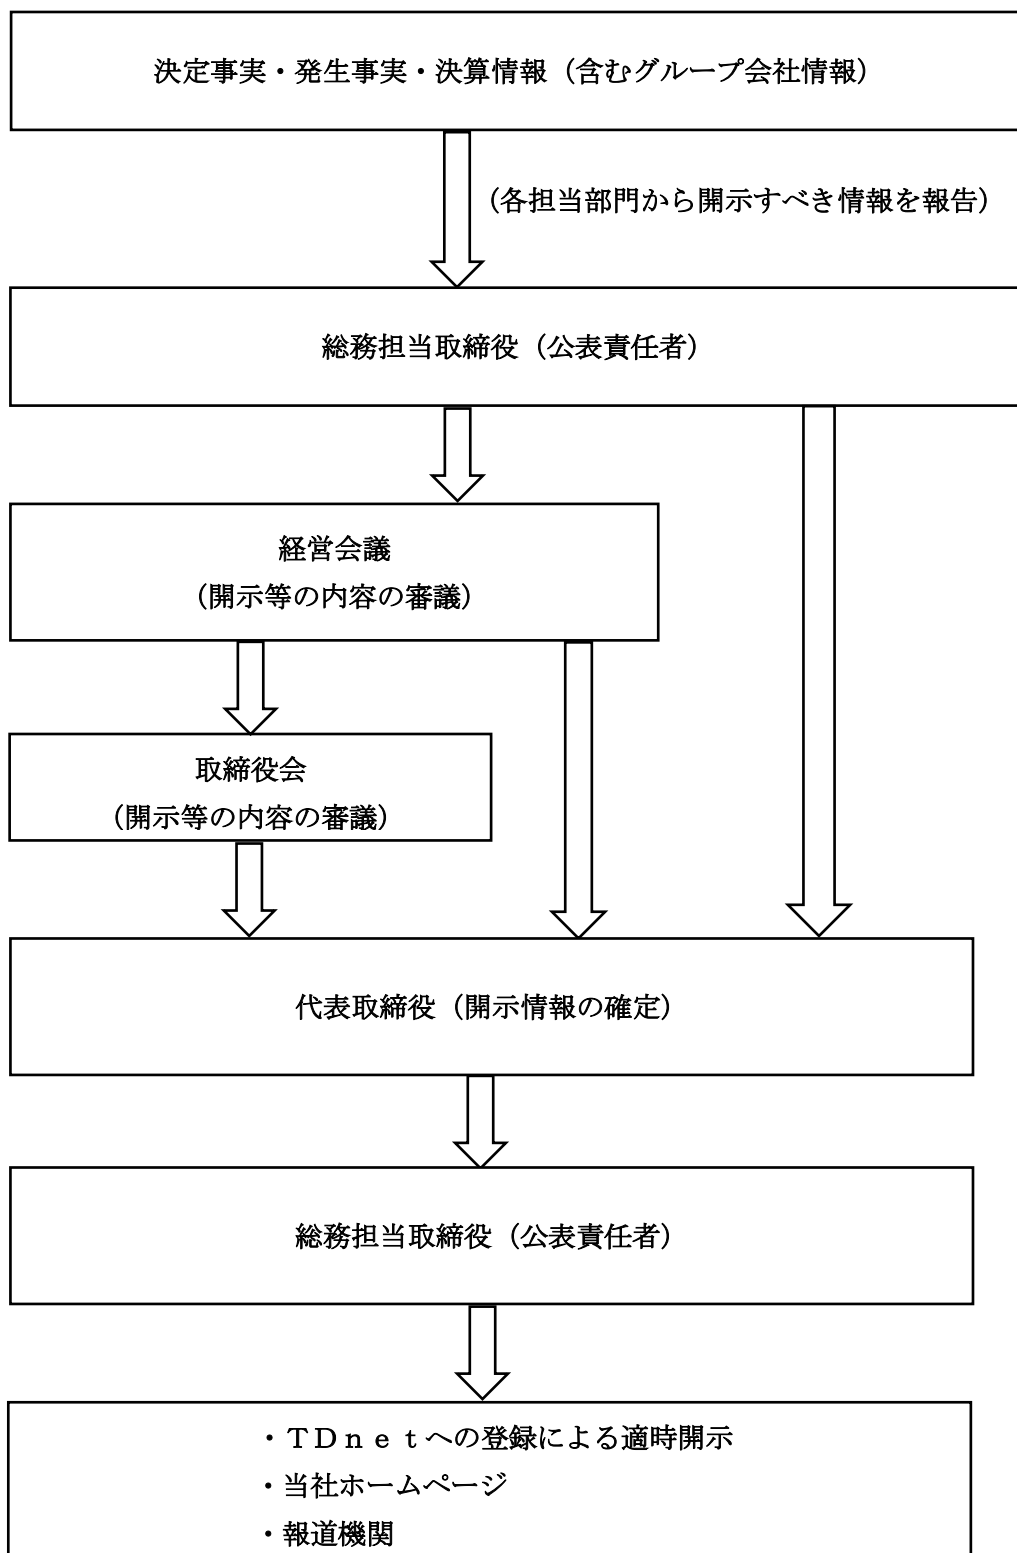 決定事実・発生事実・決算情報（含むグループ会社情報）
（各担当部門から開示すべき情報を報告）
総務担当取締役（公表責任者）
経営会議
（開示等の内容の審議）
取締役会
（開示等の内容の審議）
代表取締役（開示情報の確定）
総務担当取締役（公表責任者）
・ＴＤｎｅｔへの登録による適時開示
・当社ホームページ
・報道機関